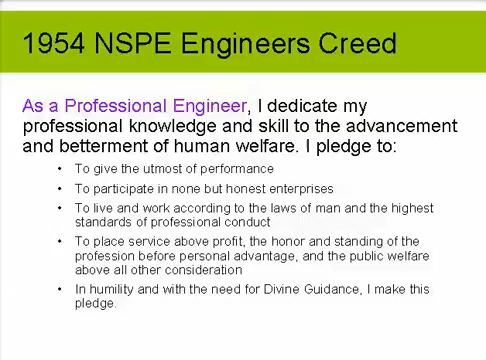 1954 NSPE Engineers Creed
As a Professional Engineer, I dedicate my
professional knowledge and skill to the advancement
and betterment of human welfare. I pledge to:
• To give the utmost of performance
• To participate in none but honest enterprises
• To live and work according to the laws of man and the highest
standards of professional conduct
• To place service above profit, the honor and standing of the
profession before personal advantage, and the public welfare
above all other consideration
• In humility and with the need for Divine Guidance, I make this
pledge.